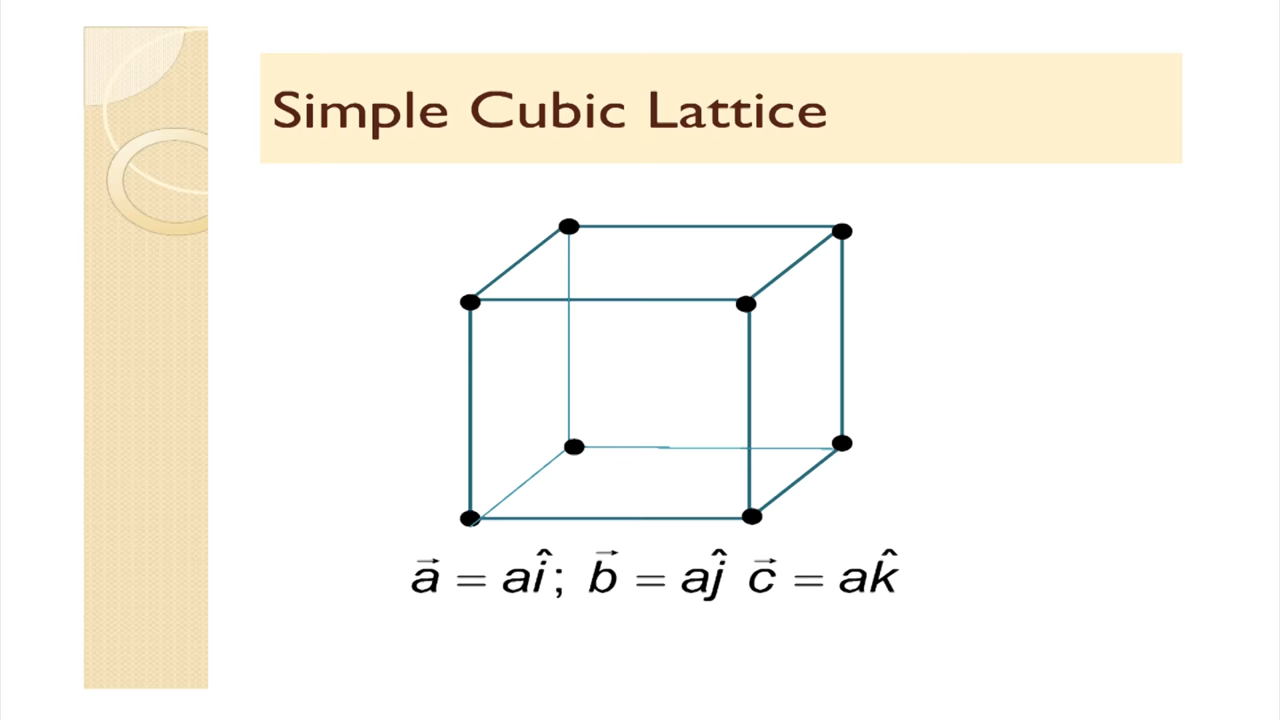 Simple Cubic Lattice
a⃗ = aî; b⃗ = aĵ c⃗ = ak̂